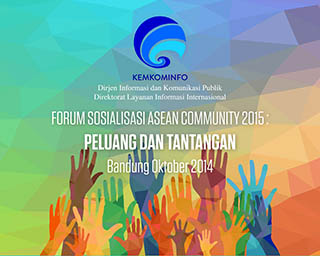 KEMKOMINFO
Dirjen Informasi dan Komunikasi Publik
Direktorat Layanan Informasi Internasional
FORUM SOSIALISASI ASEAN COMMUNITY 2015 :
PELUANG DAN TANTANGAN
Bandung Oktober 2014